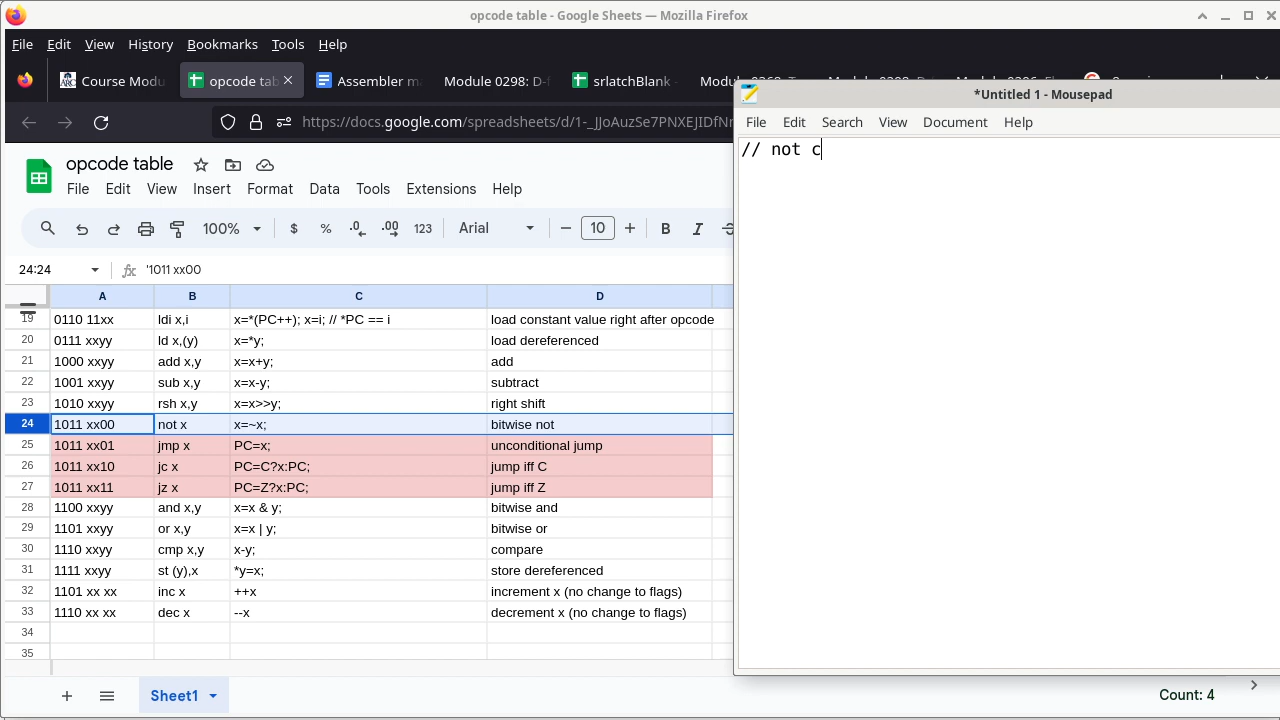 opcode table - Google Sheets — Mozilla Firefox
File Edit View History Bookmarks Tools Help
Course Modu opcode tab Assembler m Module 0298: D-f srlatchBlank -
https://docs.google.com/spreadsheets/d/1-_JJoAuzSe7PNXEJIDfNr
opcode table
File Edit View Insert Format Data Tools Extensions Help
100% $ % .0 .00 123 Arial 10 B I S
24:24 fx '1011 xx00
A B C D
19 0110 11xx ldi x,i x=*(PC++); x=i; // *PC == i load constant value right after opcode
20 0111 xxyy ld x,(y) x=*y; load dereferenced
21 1000 xxyy add x,y x=x+y; add
22 1001 xxyy sub x,y x=x-y; subtract
23 1010 xxyy rsh x,y x=x>>y; right shift
24 1011 xx00 not x x=~x; bitwise not
25 1011 xx01 jmp x PC=x; unconditional jump
26 1011 xx10 jc x PC=C?x:PC; jump iff C
27 1011 xx11 jz x PC=Z?x:PC; jump iff Z
28 1100 xxyy and x,y x=x & y; bitwise and
29 1101 xxyy or x,y x=x | y; bitwise or
30 1110 xxyy cmp x,y x-y; compare
31 1111 xxyy st (y),x *y=x; store dereferenced
32 1101 xx xx inc x ++x increment x (no change to flags)
33 1110 xx xx dec x --x decrement x (no change to flags)
34
35
Sheet1
Count: 4
*Untitled 1 - Mousepad
File Edit Search View Document Help
// not c